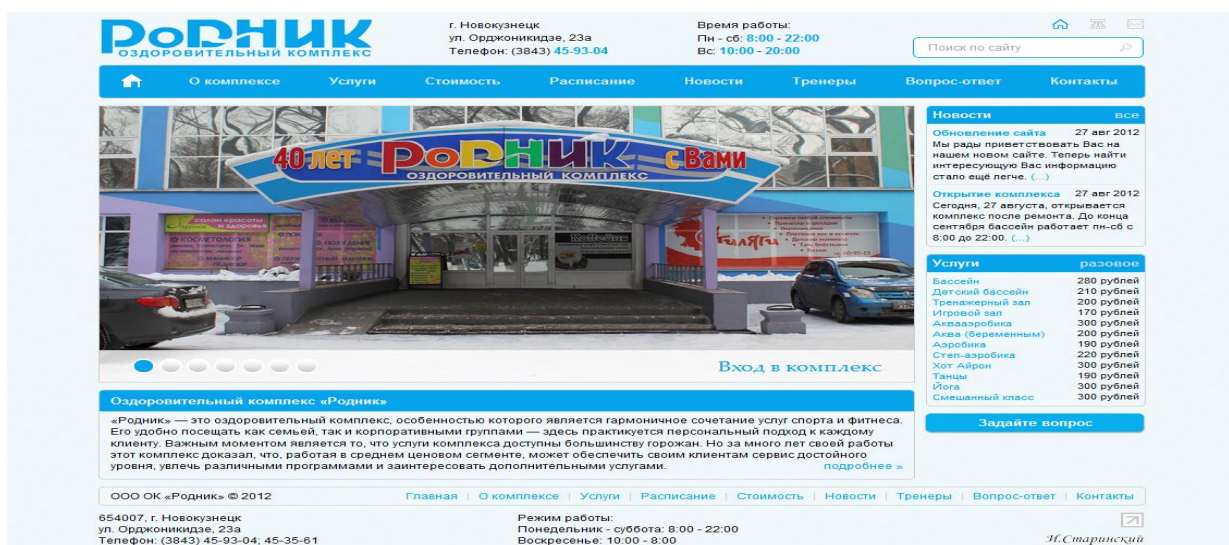 РОДНИК
ОЗДОРОВИТЕЛЬНЫЙ КОМПЛЕКС
г. Новокузнецк
ул. Орджоникидзе, 23а
Телефон: (3843) 45-93-04
Время работы:
Пн - сб: 8:00 - 22:00
Вс: 10:00 - 20:00
Поиск по сайту
О комплексе Услуги Стоимость Расписание Новости Тренеры Вопрос-ответ Контакты
40 лет РОДНИК с Вами
ОЗДОРОВИТЕЛЬНЫЙ КОМПЛЕКС
САЛОН КРАСОТЫ
и здоровья
КОСМЕТОЛОГИЯ
ПОХУДЕНИЕ
Вход в комплекс
Новости все
Обновление сайта 27 авг 2012
Мы рады приветствовать Вас на
нашем новом сайте. Теперь найти
интересующую Вас информацию
стало ещё легче. (...)
Открытие комплекса 27 авг 2012
Сегодня, 27 августа, открывается
комплекс после ремонта. До конца
сентября бассейн работает пн-сб с
8:00 до 22:00. (...)
Услуги разовое
Бассейн 280 рублей
Детский бассейн 210 рублей
Тренажерный зал 200 рублей
Игровой зал 170 рублей
Аквааэробика 300 рублей
Аква (беременным) 200 рублей
Аэробика 190 рублей
Степ-аэробика 220 рублей
Хот Айрон 300 рублей
Танцы 190 рублей
Йога 300 рублей
Смешанный класс 300 рублей
Задайте вопрос
Оздоровительный комплекс «Родник»
«Родник» — это оздоровительный комплекс, особенностью которого является гармоничное сочетание услуг спорта и фитнеса.
Его удобно посещать как семьей, так и корпоративными группами — здесь практикуется персональный подход к каждому
клиенту. Важным моментом является то, что услуги комплекса доступны большинству горожан. Но за много лет своей работы
этот комплекс доказал, что, работая в среднем ценовом сегменте, может обеспечить своим клиентам сервис достойного
уровня, увлечь различными программами и заинтересовать дополнительными услугами. подробнее »
ООО ОК «Родник» © 2012
Главная | О комплексе | Услуги | Расписание | Стоимость | Новости | Тренеры | Вопрос-ответ | Контакты
654007, г. Новокузнецк
ул. Орджоникидзе, 23а
Телефон: (3843) 45-93-04; 45-35-61
Режим работы:
Понедельник - суббота: 8:00 - 22:00
Воскресенье: 10:00 - 8:00
И.Старинский